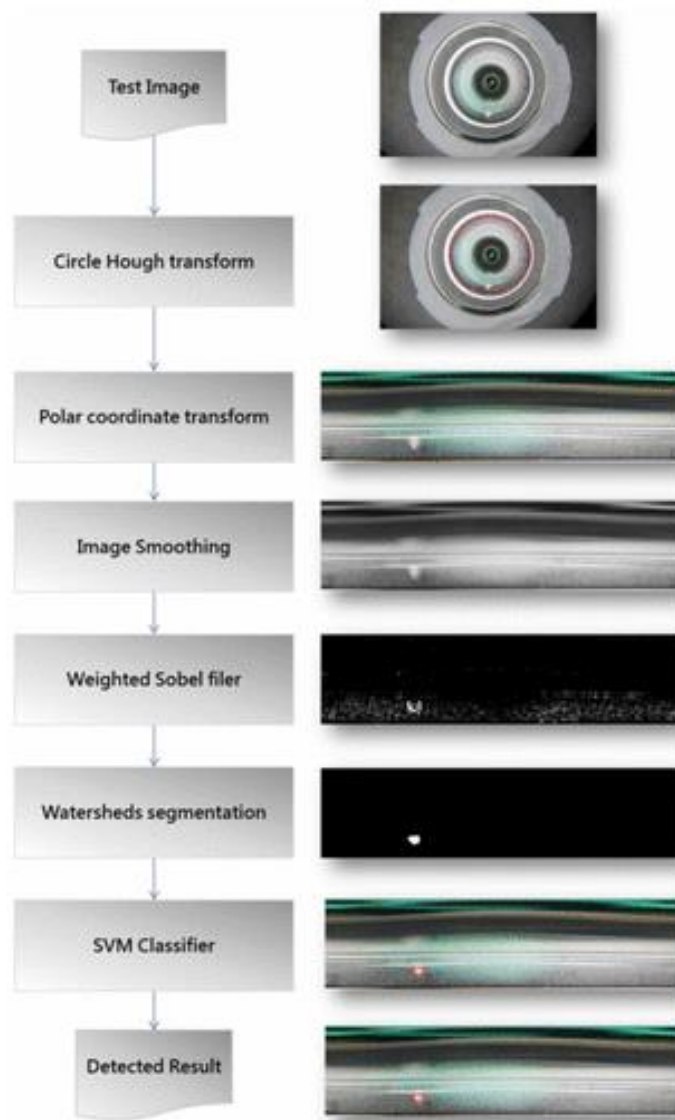 Test Image
Circle Hough transform
Polar coordinate transform
Image Smoothing
Weighted Sobel filer
Watersheds segmentation
SVM Classifier
Detected Result